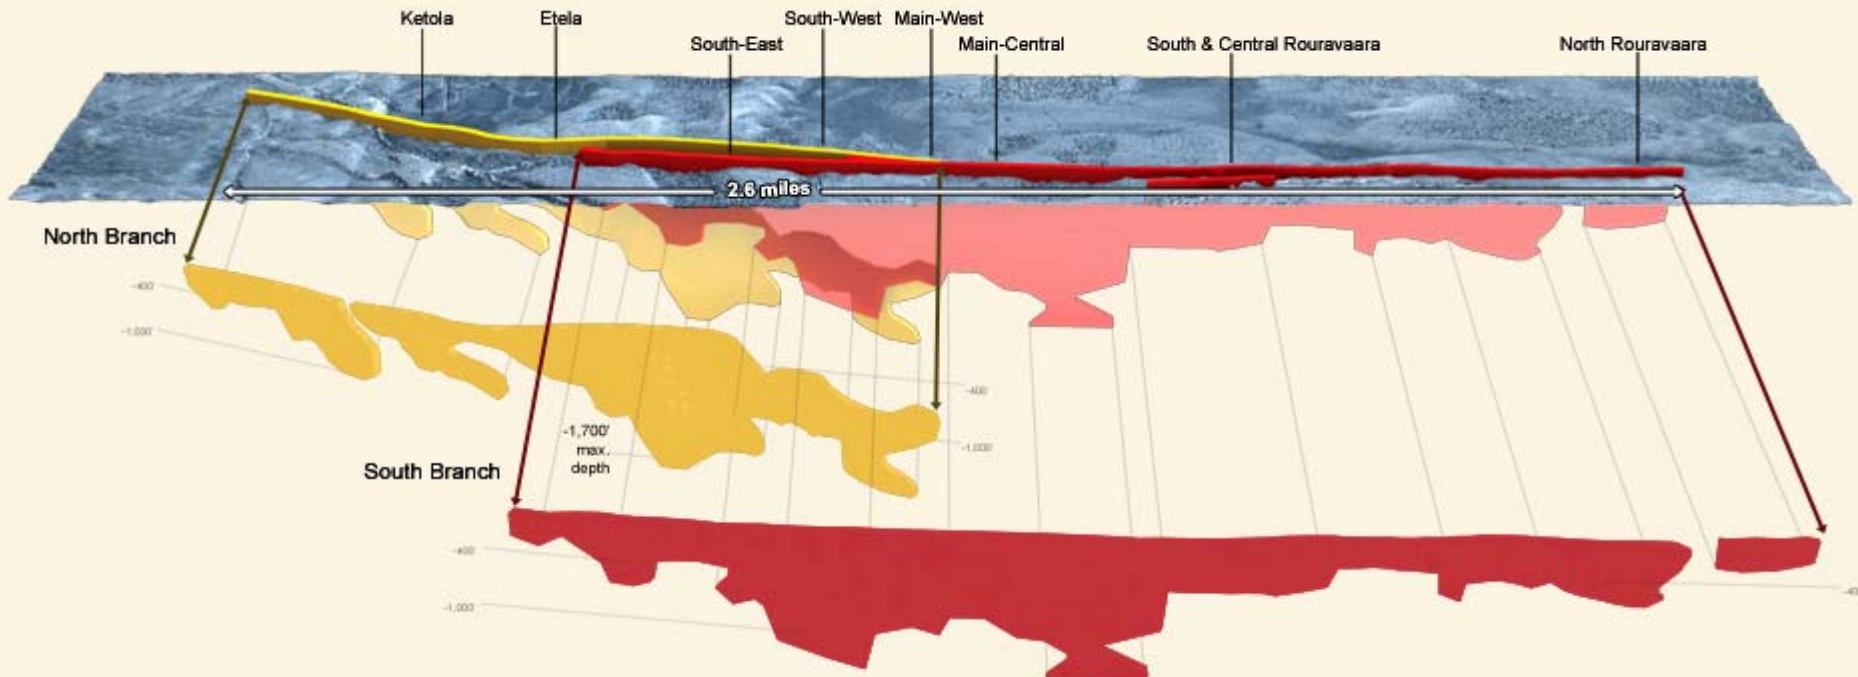 Ketola
Etela
South-West
Main-West
South-East
Main-Central
South & Central Rouravaara
North Rouravaara
2.6 miles
North Branch
-400'
-1,000'
-400'
-1,700'
max.
depth
-1,000'
South Branch
-400'
-1,000'